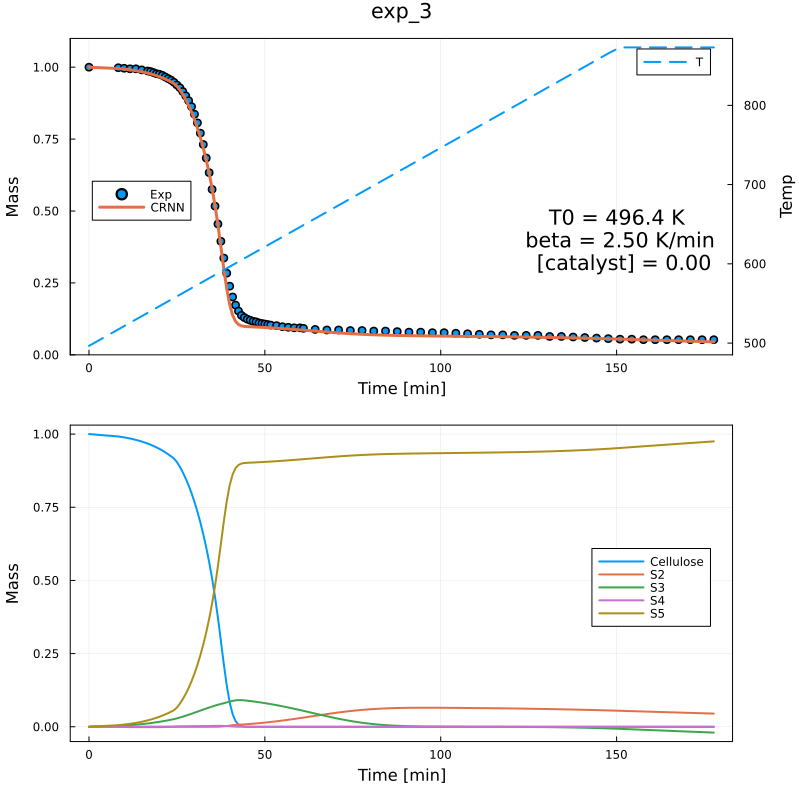 exp_3
1.00
0.75
0.50
0.25
0.00
Mass
Exp
CRNN
T
800
700
600
500
Temp
T0 = 496.4 K
beta = 2.50 K/min
[catalyst] = 0.00
0 50 100 150
Time [min]
1.00
0.75
0.50
0.25
0.00
Mass
Cellulose
S2
S3
S4
S5
0 50 100 150
Time [min]